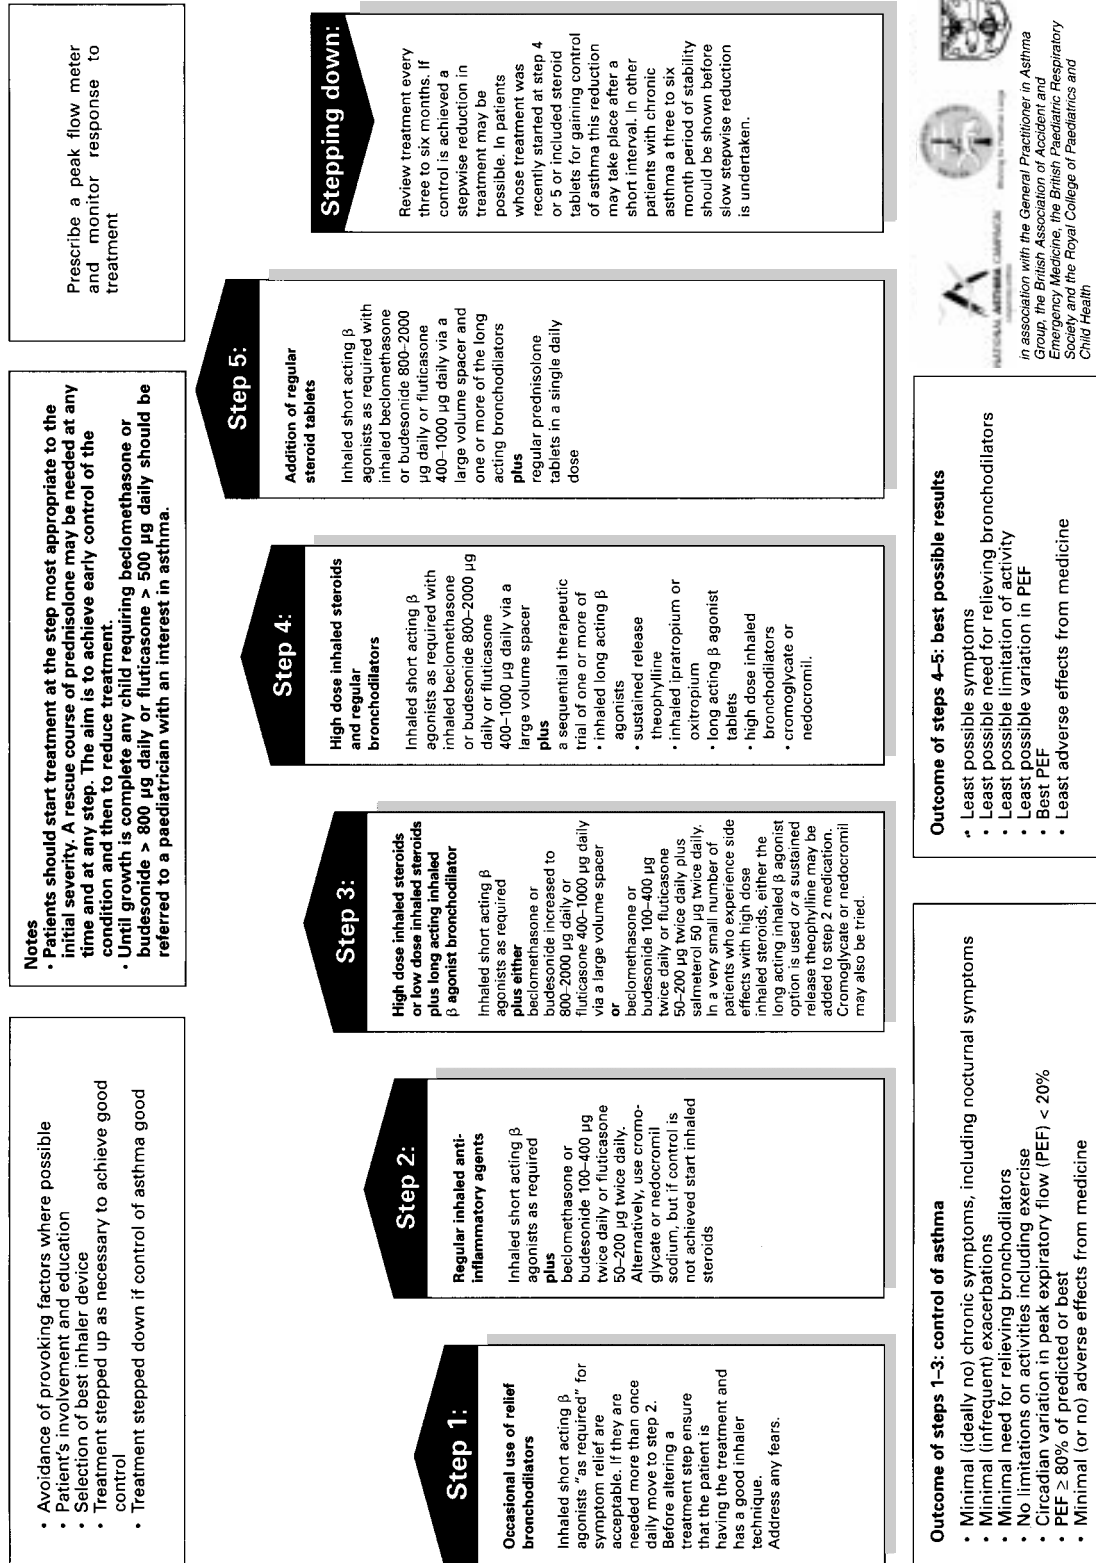 • Avoidance of provoking factors where possible
• Patient's involvement and education
• Selection of best inhaler device
• Treatment stepped up as necessary to achieve good
control
• Treatment stepped down if control of asthma good
Notes
• Patients should start treatment at the step most appropriate to the
initial severity. A rescue course of prednisolone may be needed at any
time and at any step. The aim is to achieve early control of the
condition and then to reduce treatment.
• Until growth is complete any child requiring beclomethasone or
budesonide > 800 µg daily or fluticasone > 500 µg daily should be
referred to a paediatrician with an interest in asthma.
Prescribe a peak flow meter
and monitor response to
treatment
Step 1:
Occasional use of relief
bronchodilators
Inhaled short acting β
agonists "as required" for
symptom relief are
acceptable. If they are
needed more than once
daily move to step 2.
Before altering a
treatment step ensure
that the patient is
having the treatment and
has a good inhaler
technique.
Address any fears.
Step 2:
Regular inhaled anti-
inflammatory agents
Inhaled short acting β
agonists as required
plus
beclomethasone or
budesonide 100–400 µg
twice daily or fluticasone
50–200 µg twice daily.
Alternatively, use cromo-
glycate or nedocromil
sodium, but if control is
not achieved start inhaled
steroids
Step 3:
High dose inhaled steroids
or low dose inhaled steroids
plus long acting inhaled
β agonist bronchodilator
Inhaled short acting β
agonists as required
plus either
beclomethasone or
budesonide increased to
800–2000 µg daily or
fluticasone 400–1000 µg daily
via a large volume spacer
or
beclomethasone or
budesonide 100–400 µg
twice daily or fluticasone
50–200 µg twice daily plus
salmeterol 50 µg twice daily.
In a very small number of
patients who experience side
effects with high dose
inhaled steroids, either the
long acting inhaled β agonist
option is used or a sustained
release theophylline may be
added to step 2 medication.
Cromoglycate or nedocromil
may also be tried.
Step 4:
High dose inhaled steroids
and regular
bronchodilators
Inhaled short acting β
agonists as required with
inhaled beclomethasone
or budesonide 800–2000 µg
daily or fluticasone
400–1000 µg daily via a
large volume spacer
plus
a sequential therapeutic
trial of one or more of
• inhaled long acting β
agonists
• sustained release
theophylline
• inhaled ipratropium or
oxitropium
• long acting β agonist
tablets
• high dose inhaled
bronchodilators
• cromoglycate or
nedocromil.
Step 5:
Addition of regular
steroid tablets
Inhaled short acting β
agonists as required with
inhaled beclomethasone
or budesonide 800–2000
µg daily or fluticasone
400–1000 µg daily via a
large volume spacer and
one or more of the long
acting bronchodilators
plus
regular prednisolone
tablets in a single daily
dose
Stepping down:
Review treatment every
three to six months. If
control is achieved a
stepwise reduction in
treatment may be
possible. In patients
whose treatment was
recently started at step 4
or 5 or included steroid
tablets for gaining control
of asthma this reduction
may take place after a
short interval. In other
patients with chronic
asthma a three to six
month period of stability
should be shown before
slow stepwise reduction
is undertaken.
Outcome of steps 1–3: control of asthma
• Minimal (ideally no) chronic symptoms, including nocturnal symptoms
• Minimal (infrequent) exacerbations
• Minimal need for relieving bronchodilators
• No limitations on activities including exercise
• Circadian variation in peak expiratory flow (PEF) < 20%
• PEF ≥ 80% of predicted or best
• Minimal (or no) adverse effects from medicine
Outcome of steps 4–5: best possible results
• Least possible symptoms
• Least possible need for relieving bronchodilators
• Least possible limitation of activity
• Least possible variation in PEF
• Best PEF
• Least adverse effects from medicine
NATIONAL ASTHMA CAMPAIGN
in association with the General Practitioner in Asthma
Group, the British Association of Accident and
Emergency Medicine, the British Paediatric Respiratory
Society and the Royal College of Paediatrics and
Child Health